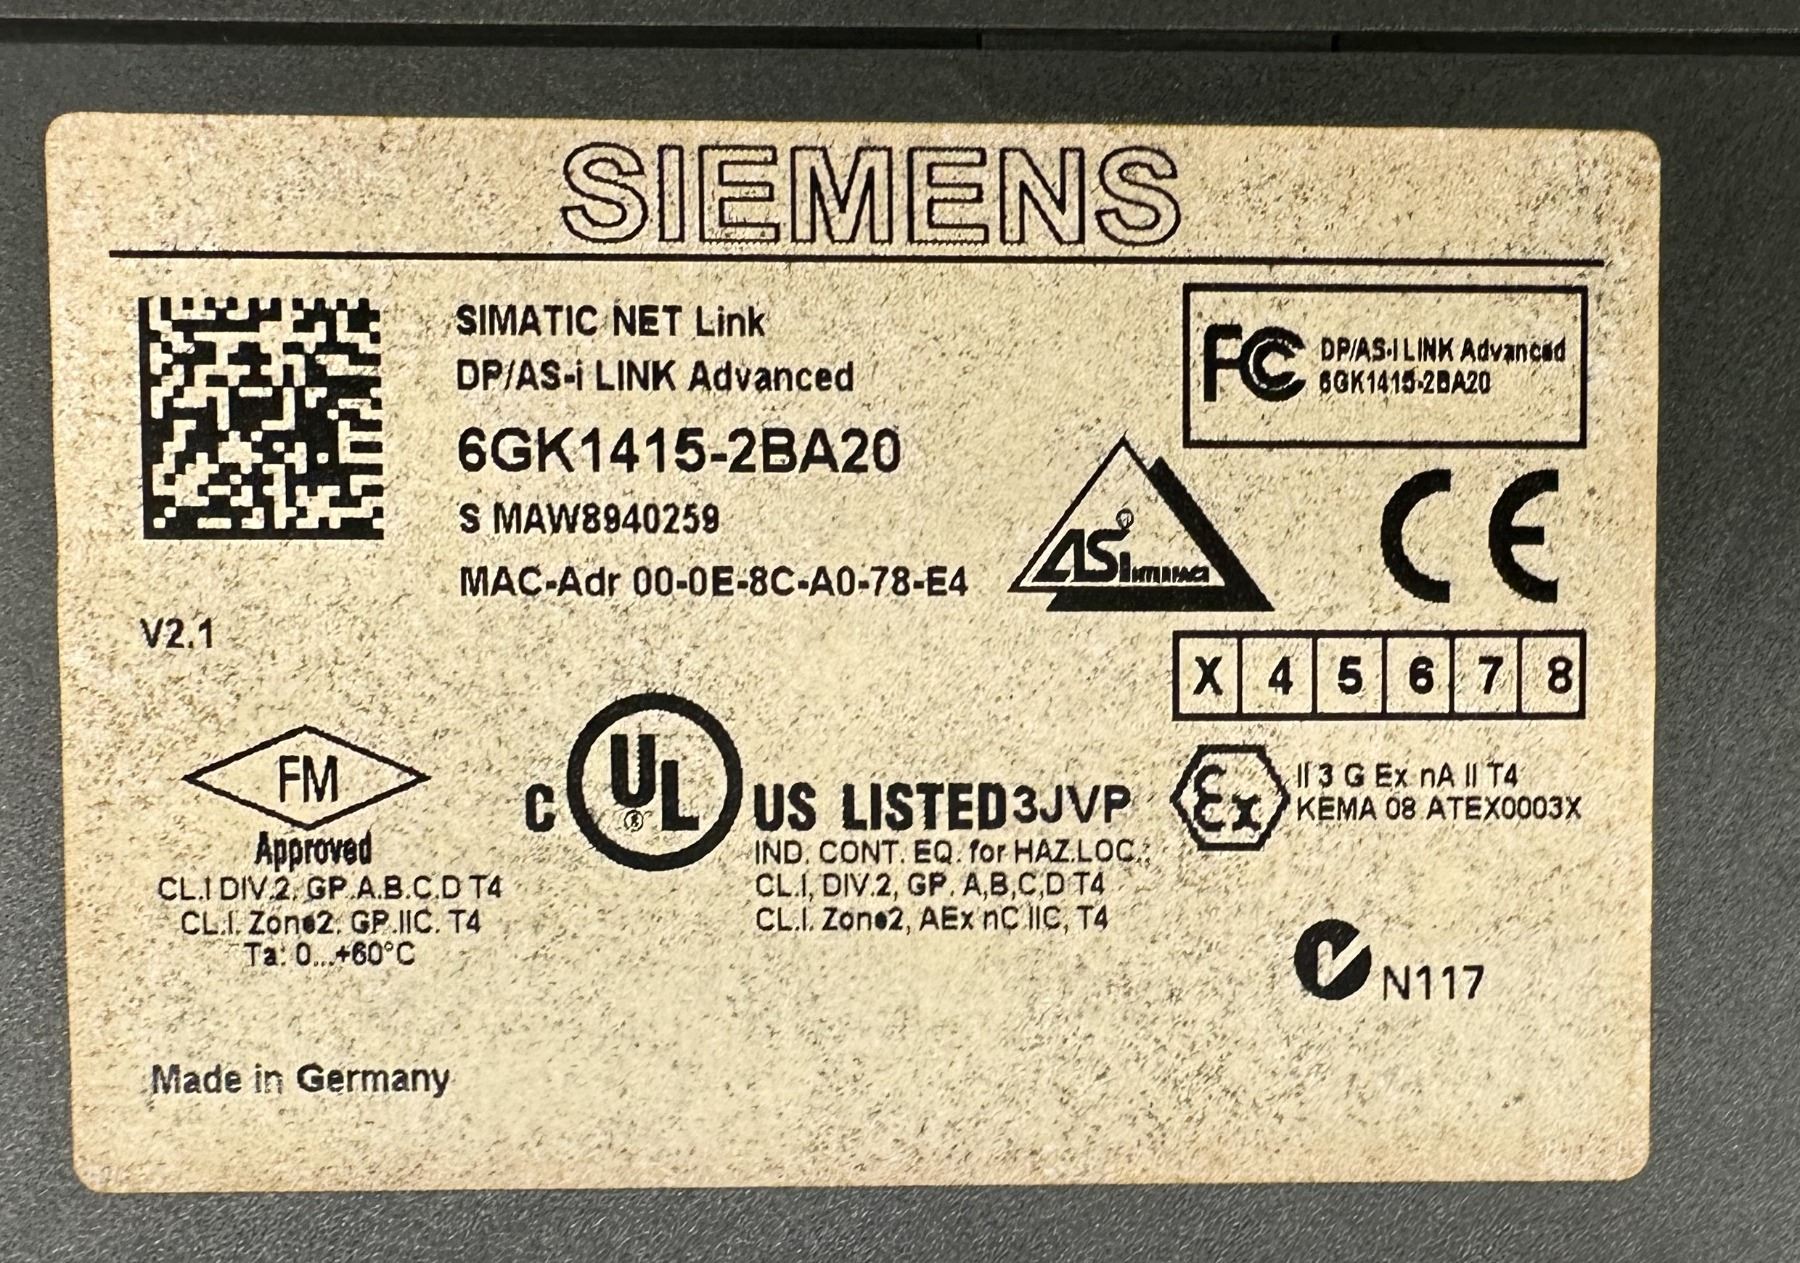 SIEMENS
SIMATIC NET Link
DP/AS-i LINK Advanced
6GK1415-2BA20
S MAW8940259
MAC-Adr 00-0E-8C-A0-78-E4
V2.1
FC DP/AS-I LINK Advanced
6GK1415-2BA20
ASi INTERFACE
CE
X 4 5 6 7 8
FM
Approved
CL.I DIV.2, GP.A.B.C.D T4
CL.I. Zone2. GP.IIC. T4
Ta: 0...+60°C
C UL ® US LISTED 3JVP
IND. CONT. EQ. for HAZ.LOC.;
CL.I, DIV.2, GP. A,B,C,D T4
CL.I. Zone2, AEx nC IIC, T4
Ex II 3 G Ex nA II T4
KEMA 08 ATEX0003X
N117
Made in Germany